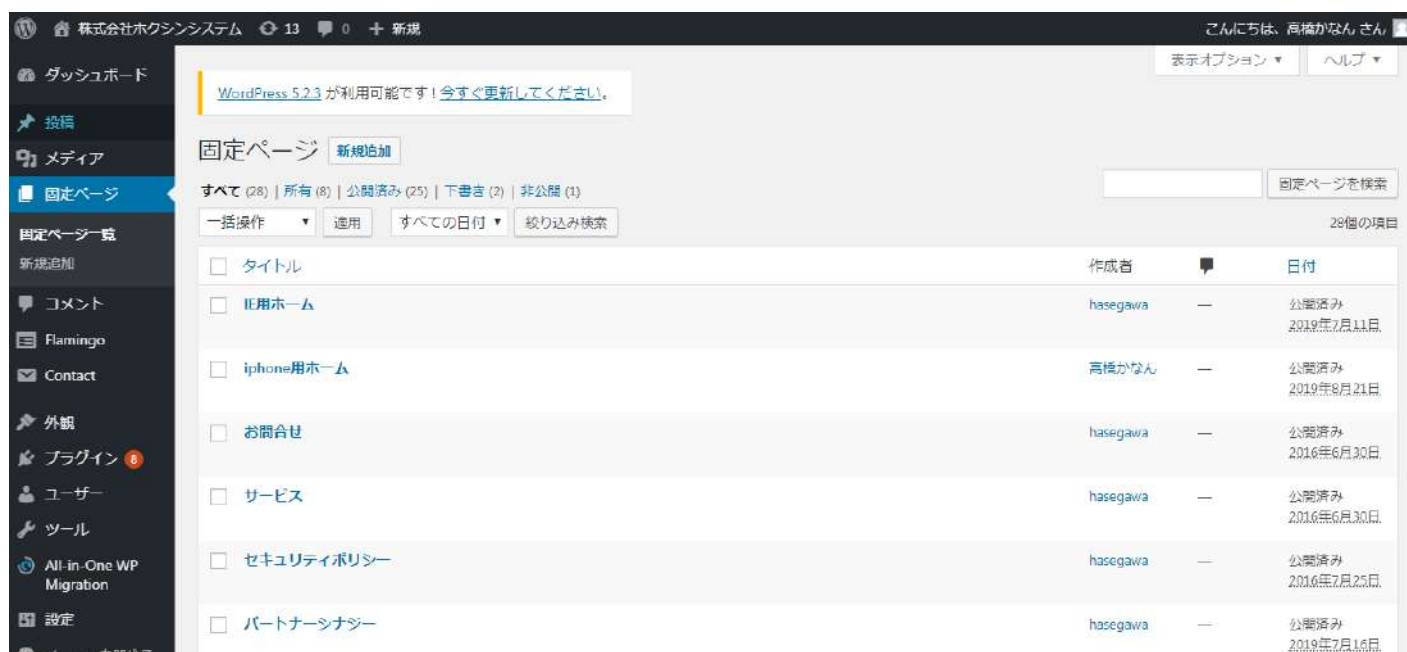 株式会社ホクシンシステム 13 0 新規 こんにちは、高橋かなん さん
ダッシュボード
表示オプション ▼ ヘルプ ▼
WordPress 5.2.3 が利用可能です ! 今すぐ更新してください。
投稿
メディア
固定ページ 新規追加
固定ページ
すべて (28) | 所有 (8) | 公開済み (25) | 下書き (2) | 非公開 (1)
固定ページを検索
一括操作 ▼ 適用 すべての日付 ▼ 絞り込み検索
28個の項目
固定ページ一覧
新規追加
タイトル 作成者 日付
コメント
IE用ホーム hasegawa — 公開済み
2019年7月11日
Flamingo
Contact
iphone用ホーム 高橋かなん — 公開済み
2019年8月21日
外観
お問合せ hasegawa — 公開済み
2016年6月30日
プラグイン 8
ユーザー
サービス hasegawa — 公開済み
2016年6月30日
ツール
All-in-One WP
Migration
セキュリティポリシー hasegawa — 公開済み
2016年7月25日
設定
パートナーシナジー hasegawa — 公開済み
2019年7月16日